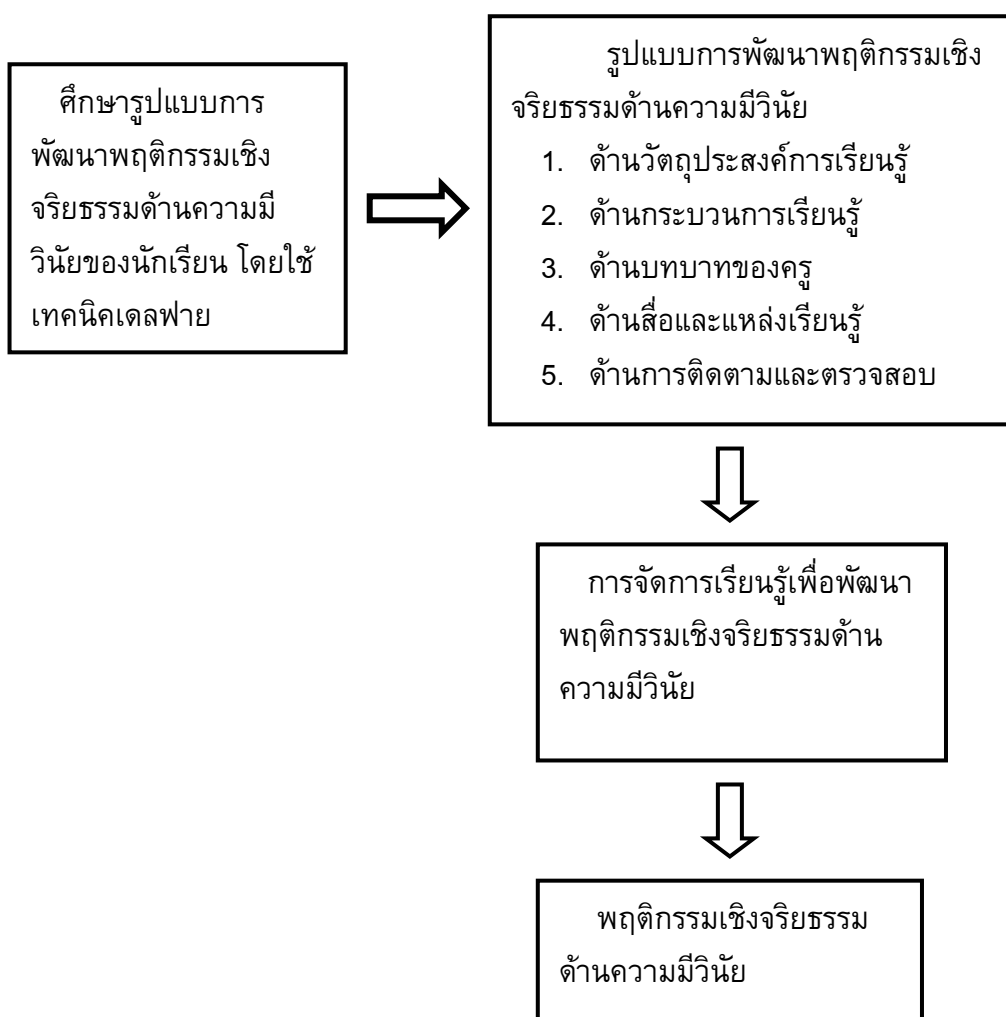 ศึกษารูปแบบการ
พัฒนาพฤติกรรมเชิง
จริยธรรมด้านความมี
วินัยของนักเรียน โดยใช้
เทคนิคเดลฟาย
รูปแบบการพัฒนาพฤติกรรมเชิง
จริยธรรมด้านความมีวินัย
1. ด้านวัตถุประสงค์การเรียนรู้
2. ด้านกระบวนการเรียนรู้
3. ด้านบทบาทของครู
4. ด้านสื่อและแหล่งเรียนรู้
5. ด้านการติดตามและตรวจสอบ
การจัดการเรียนรู้เพื่อพัฒนา
พฤติกรรมเชิงจริยธรรมด้าน
ความมีวินัย
พฤติกรรมเชิงจริยธรรม
ด้านความมีวินัย